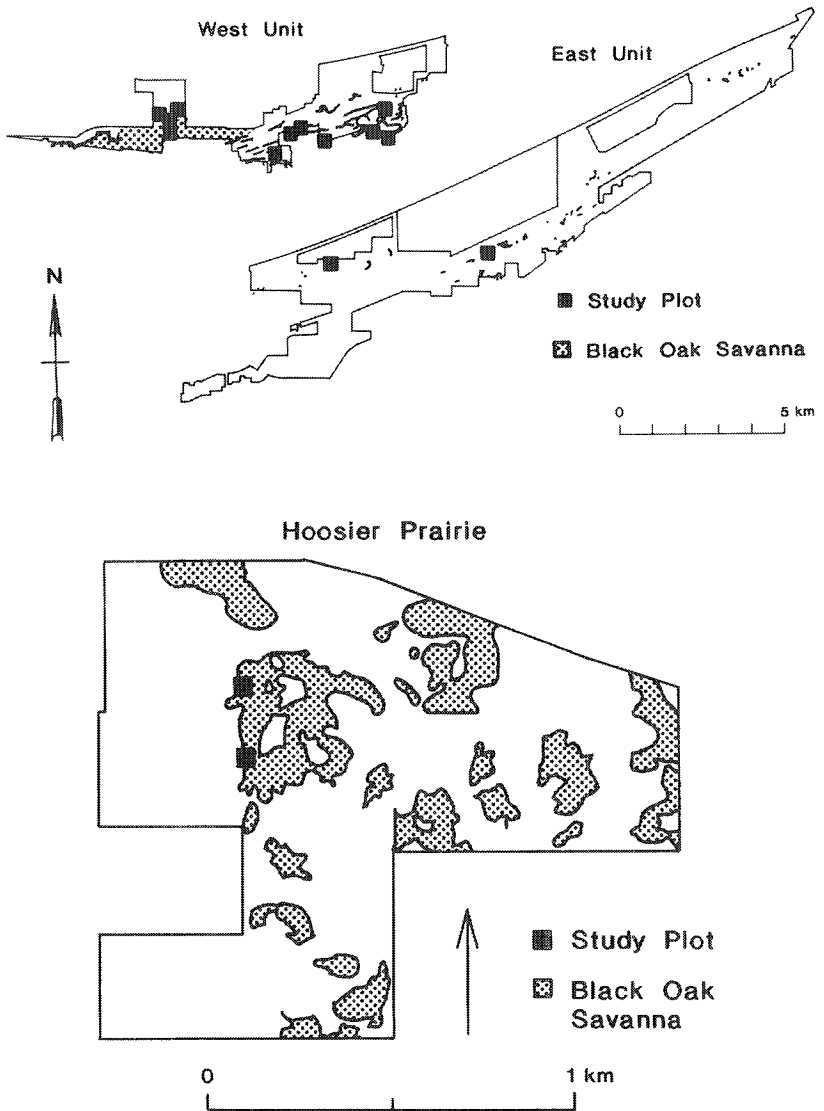 West Unit
East Unit
N
Study Plot
Black Oak Savanna
0 5 km
Hoosier Prairie
Study Plot
Black Oak
Savanna
0 1 km